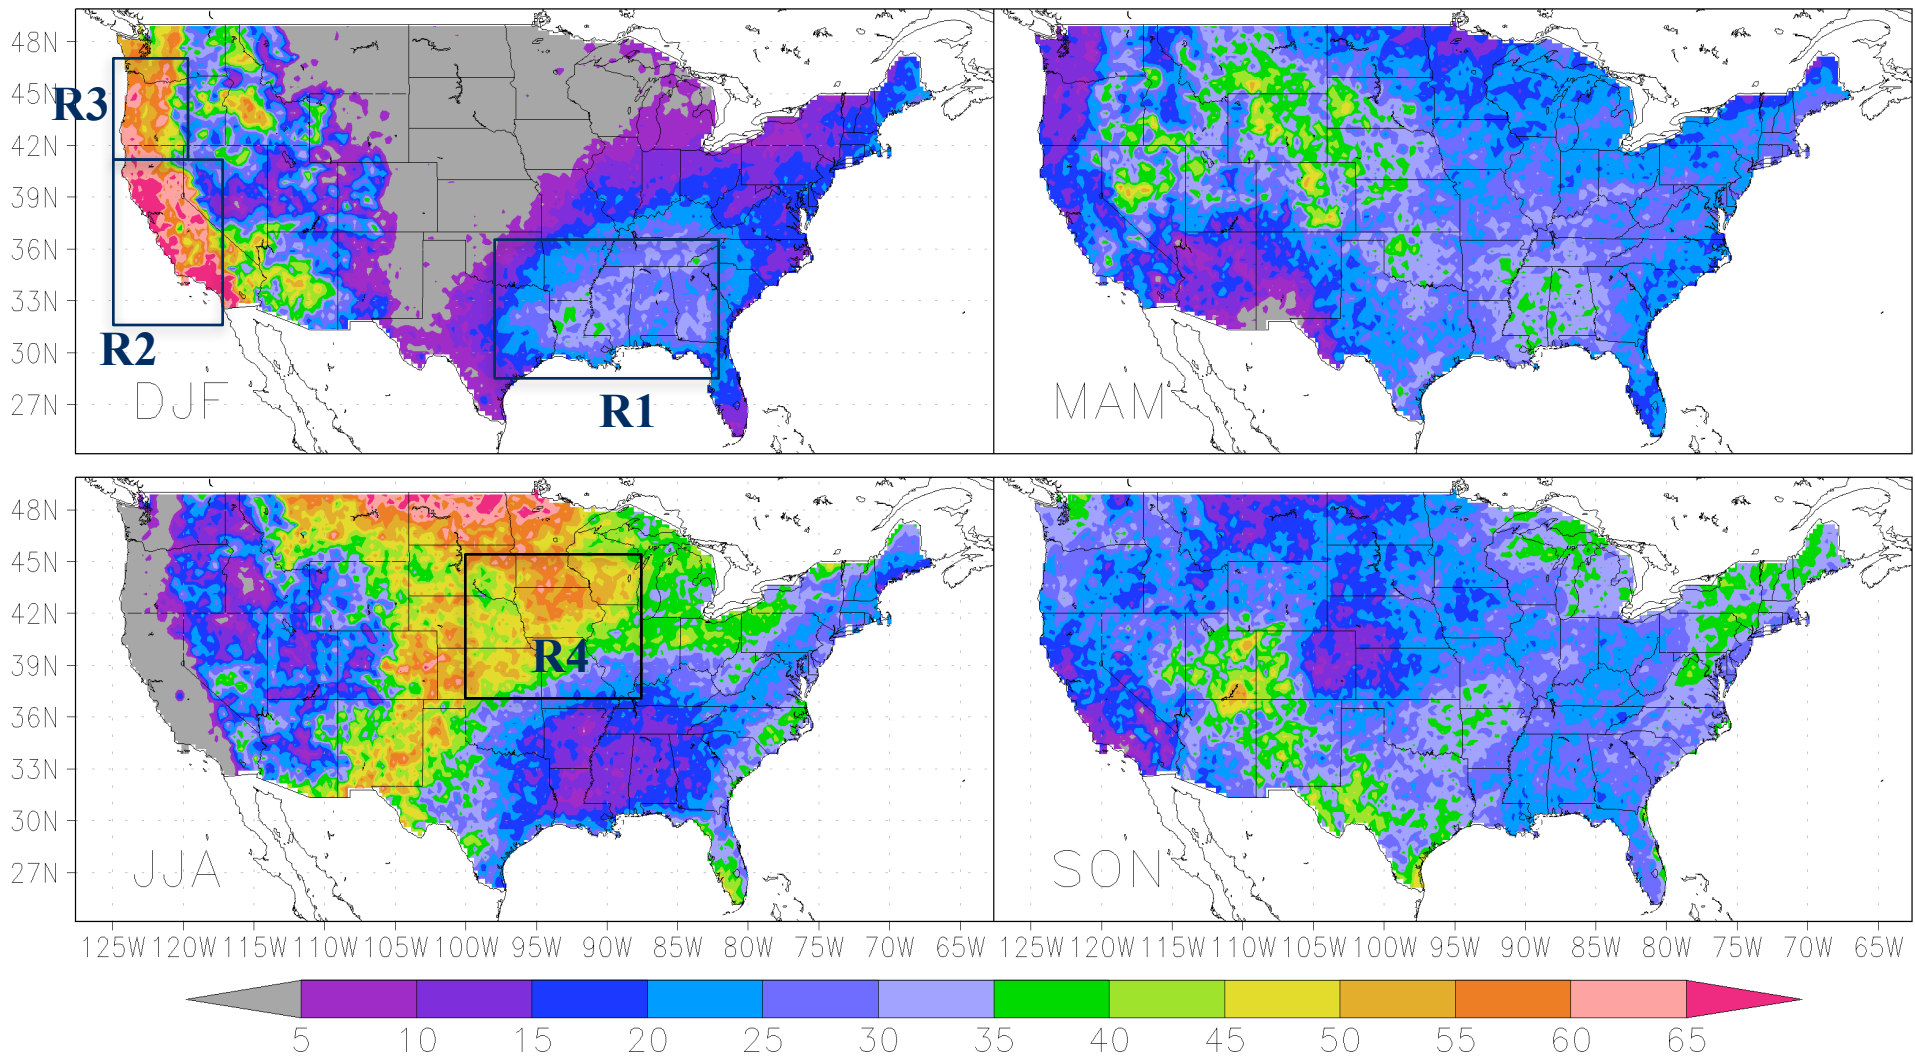 48N
45N
42N
39N
36N
33N
30N
27N
R3
R2
R1
DJF
MAM
48N
45N
42N
39N
36N
33N
30N
27N
R4
JJA
SON
125W 120W 115W 110W 105W 100W 95W 90W 85W 80W 75W 70W 65W
125W 120W 115W 110W 105W 100W 95W 90W 85W 80W 75W 70W 65W
5 10 15 20 25 30 35 40 45 50 55 60 65